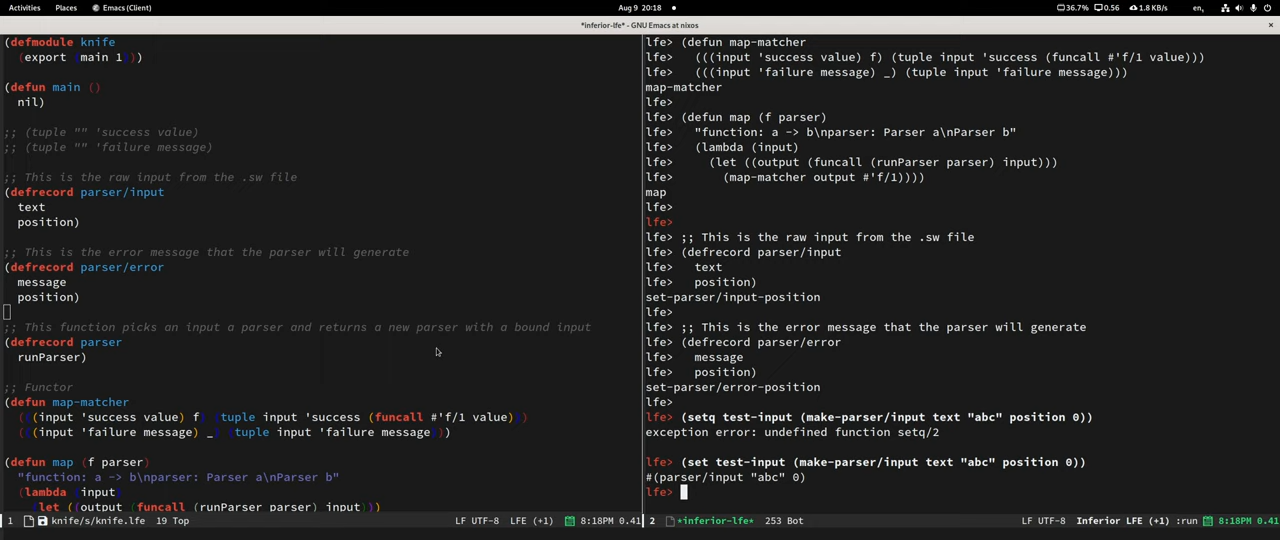 Activities Places Emacs (Client) Aug 9 20:18 36.7% 0.56 1.8 KB/s en,
*inferior-lfe* - GNU Emacs at nixos
(defmodule knife
  (export (main 1)))
(defun main ()
  nil)
;; (tuple "" 'success value)
;; (tuple "" 'failure message)
;; This is the raw input from the .sw file
(defrecord parser/input
  text
  position)
;; This is the error message that the parser will generate
(defrecord parser/error
  message
  position)
;; This function picks an input a parser and returns a new parser with a bound input
(defrecord parser
  runParser)
;; Functor
(defun map-matcher
  (((input 'success value) f) (tuple input 'success (funcall #'f/1 value)))
  (((input 'failure message) _) (tuple input 'failure message)))
(defun map (f parser)
  "function: a -> b\nparser: Parser a\nParser b"
  (lambda (input)
    (let ((output (funcall (runParser parser) input)))
1 knife/s/knife.lfe 19 Top LF UTF-8 LFE (+1) 8:18PM 0.41
lfe> (defun map-matcher
lfe>   (((input 'success value) f) (tuple input 'success (funcall #'f/1 value)))
lfe>   (((input 'failure message) _) (tuple input 'failure message)))
map-matcher
lfe>
lfe> (defun map (f parser)
lfe>   "function: a -> b\nparser: Parser a\nParser b"
lfe>   (lambda (input)
lfe>     (let ((output (funcall (runParser parser) input)))
lfe>       (map-matcher output #'f/1))))
map
lfe>
lfe>
lfe> ;; This is the raw input from the .sw file
lfe> (defrecord parser/input
lfe>   text
lfe>   position)
set-parser/input-position
lfe>
lfe> ;; This is the error message that the parser will generate
lfe> (defrecord parser/error
lfe>   message
lfe>   position)
set-parser/error-position
lfe>
lfe> (setq test-input (make-parser/input text "abc" position 0))
exception error: undefined function setq/2
lfe> (set test-input (make-parser/input text "abc" position 0))
#(parser/input "abc" 0)
lfe>
2 *inferior-lfe* 253 Bot LF UTF-8 Inferior LFE (+1) :run 8:18PM 0.41